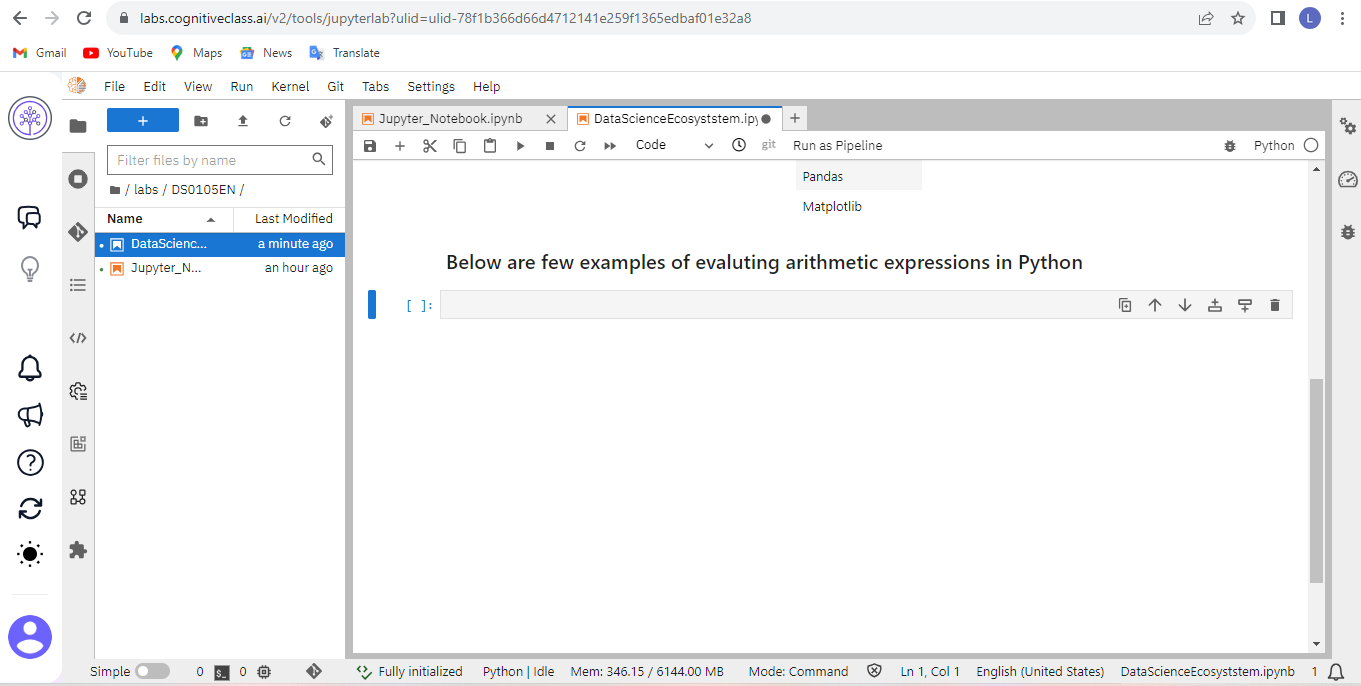 labs.cognitiveclass.ai/v2/tools/jupyterlab?ulid=ulid-78f1b366d66d4712141e259f1365edbaf01e32a8
L
Gmail YouTube Maps News Translate
File Edit View Run Kernel Git Tabs Settings Help
+
Jupyter_Notebook.ipynb DataScienceEcosyststem.ipy
Filter files by name
Code git Run as Pipeline Python
/ labs / DS0105EN /
Name Last Modified
DataScienc... a minute ago
Jupyter_N... an hour ago
Pandas
Matplotlib
Below are few examples of evaluting arithmetic expressions in Python
[ ]:
Simple 0 $_ 0 Fully initialized Python | Idle Mem: 346.15 / 6144.00 MB Mode: Command Ln 1, Col 1 English (United States) DataScienceEcosyststem.ipynb 1